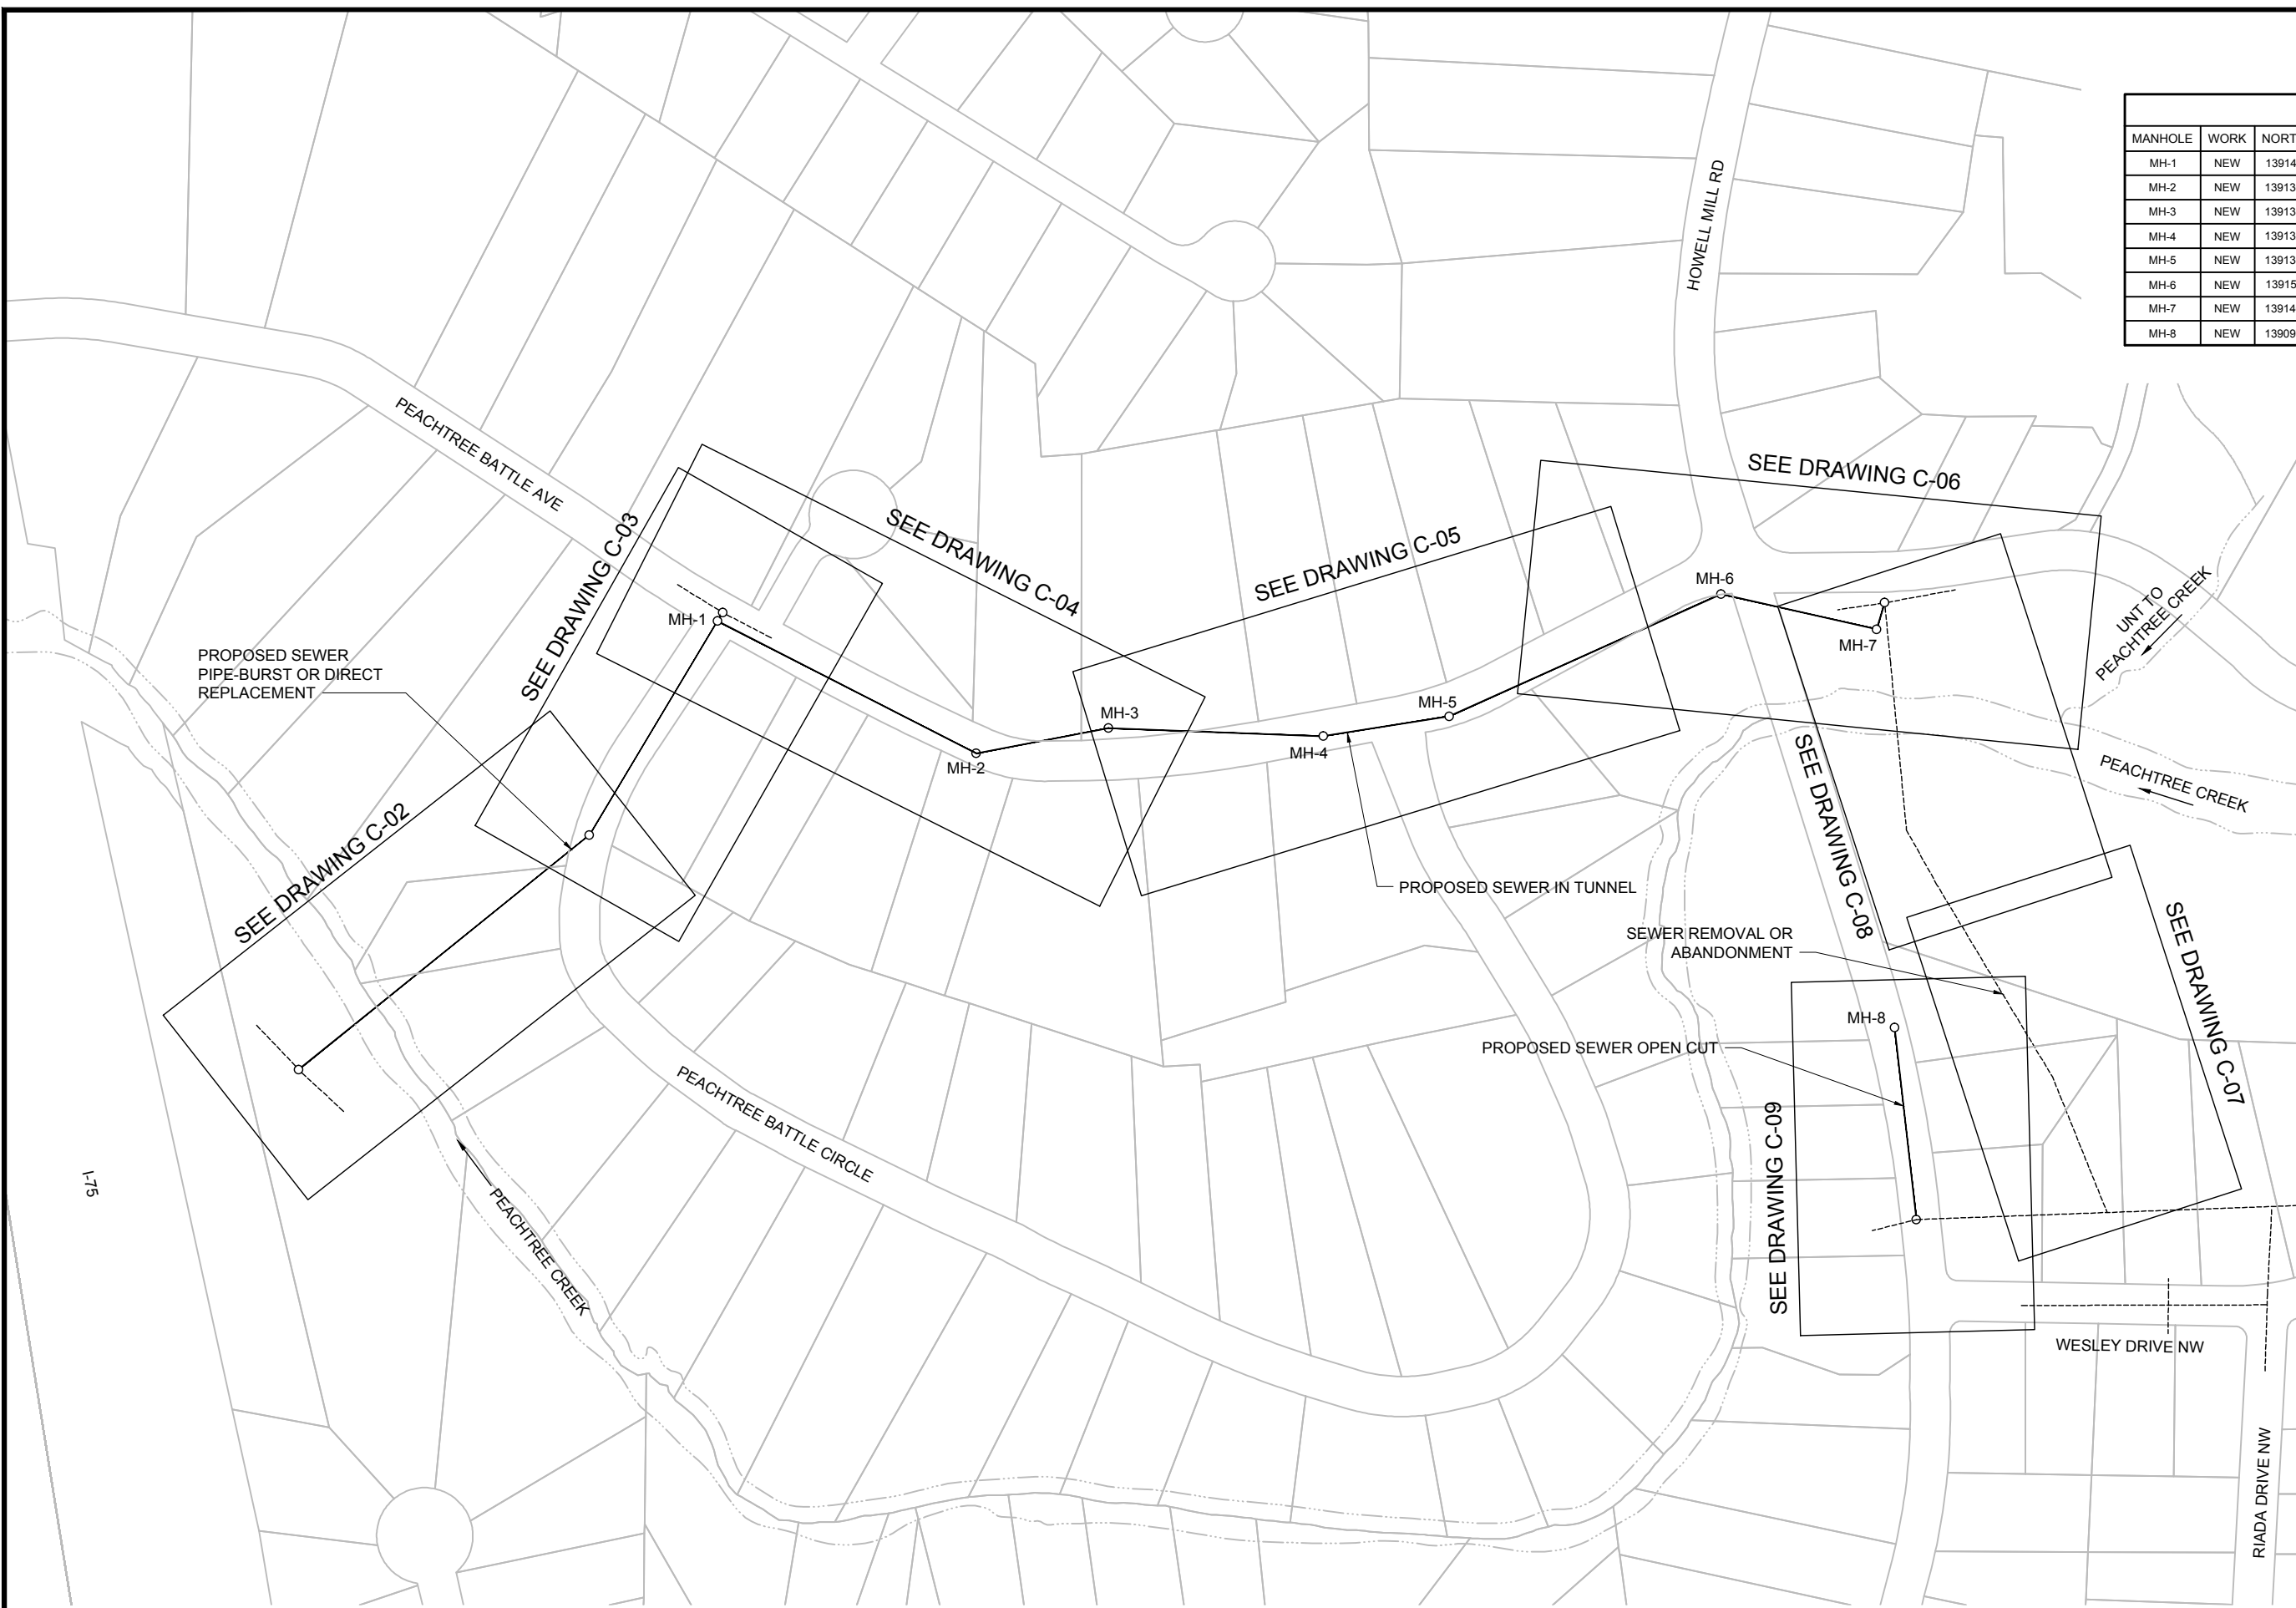 MANHOLE WORK NORT
MH-1 NEW 13914
MH-2 NEW 13913
MH-3 NEW 13913
MH-4 NEW 13913
MH-5 NEW 13913
MH-6 NEW 13915
MH-7 NEW 13914
MH-8 NEW 13909
HOWELL MILL RD
PEACHTREE BATTLE AVE
SEE DRAWING C-03
SEE DRAWING C-04
SEE DRAWING C-05
SEE DRAWING C-06
MH-1
MH-2
MH-3
MH-4
MH-5
MH-6
MH-7
UNT TO
PEACHTREE CREEK
PROPOSED SEWER
PIPE-BURST OR DIRECT
REPLACEMENT
SEE DRAWING C-02
PEACHTREE CREEK
SEE DRAWING C-08
PROPOSED SEWER IN TUNNEL
SEWER REMOVAL OR
ABANDONMENT
SEE DRAWING C-07
MH-8
PROPOSED SEWER OPEN CUT
SEE DRAWING C-09
PEACHTREE BATTLE CIRCLE
I-75
PEACHTREE CREEK
WESLEY DRIVE NW
RIADA DRIVE NW